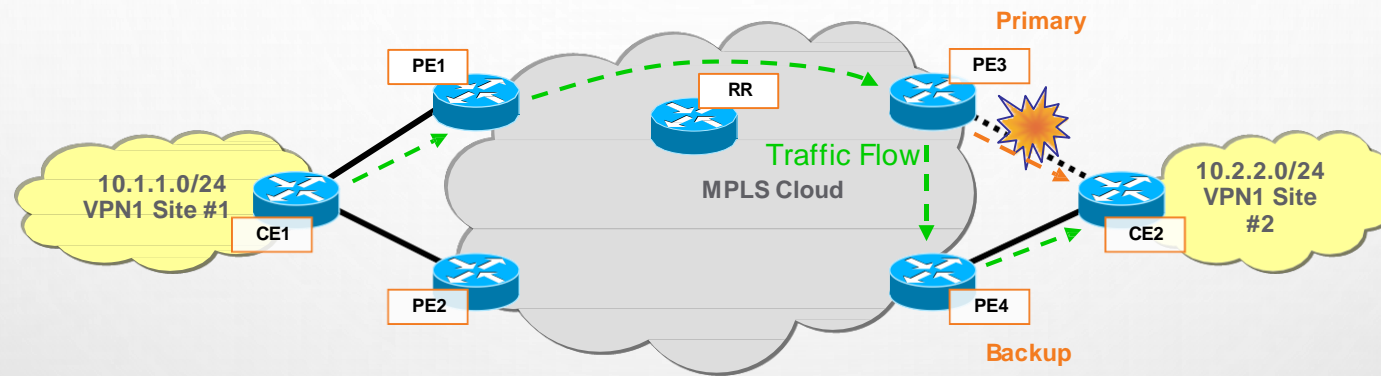 Primary
PE1
PE3
RR
Traffic Flow
MPLS Cloud
10.1.1.0/24
VPN1 Site #1
CE1
10.2.2.0/24
VPN1 Site
#2
CE2
PE2
PE4
Backup